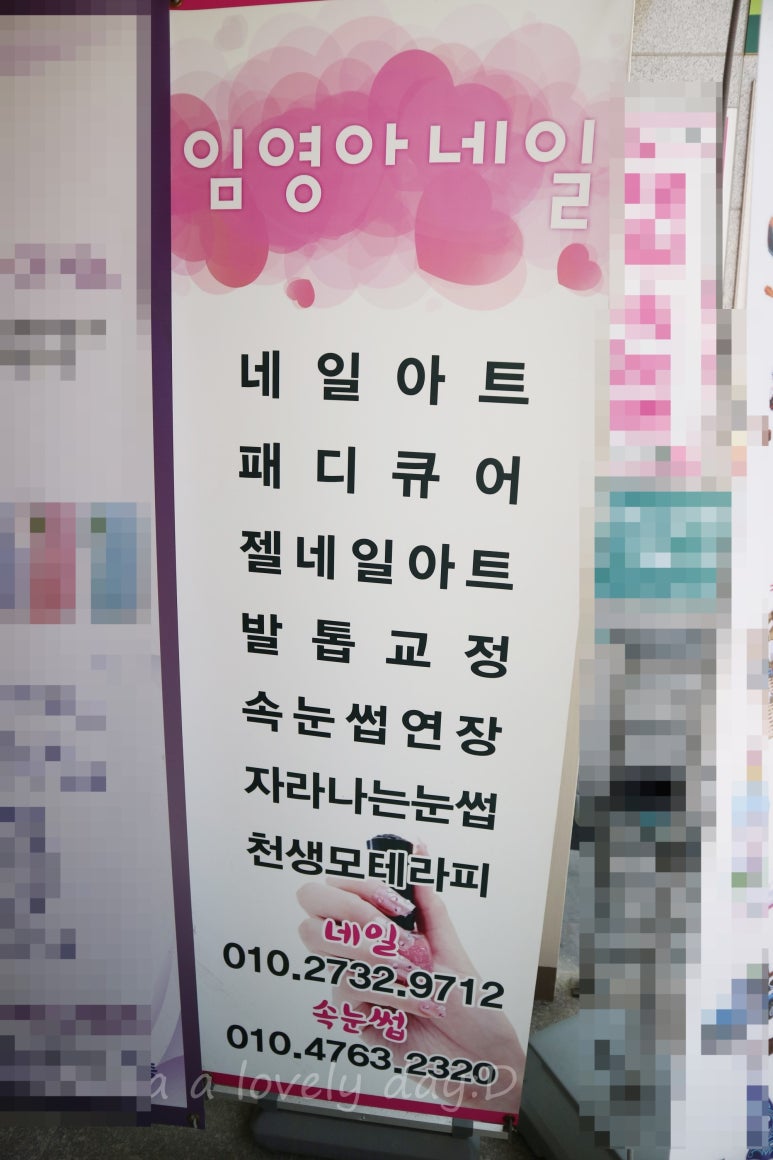 임영아네일
네일아트
패디큐어
젤네일아트
발톱교정
속눈썹연장
자라나는눈썹
천생모테라피
네일
010.2732.9712
속눈썹
010.4763.2320
a a lovely day.D